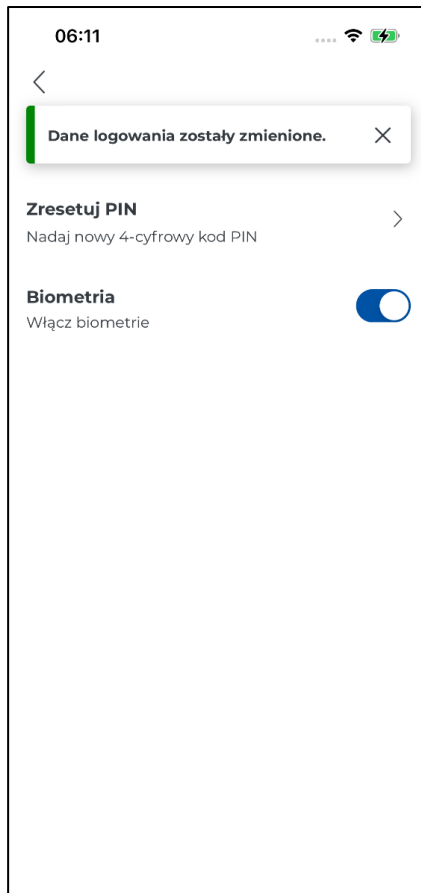 06:11
Dane logowania zostały zmienione.
Zresetuj PIN
Nadaj nowy 4-cyfrowy kod PIN
Biometria
Włącz biometrie